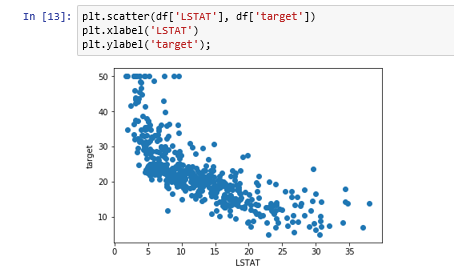 In [13]: plt.scatter(df['LSTAT'], df['target'])
plt.xlabel('LSTAT')
plt.ylabel('target');
50
40
30
20
10
target
0 5 10 15 20 25 30 35
LSTAT